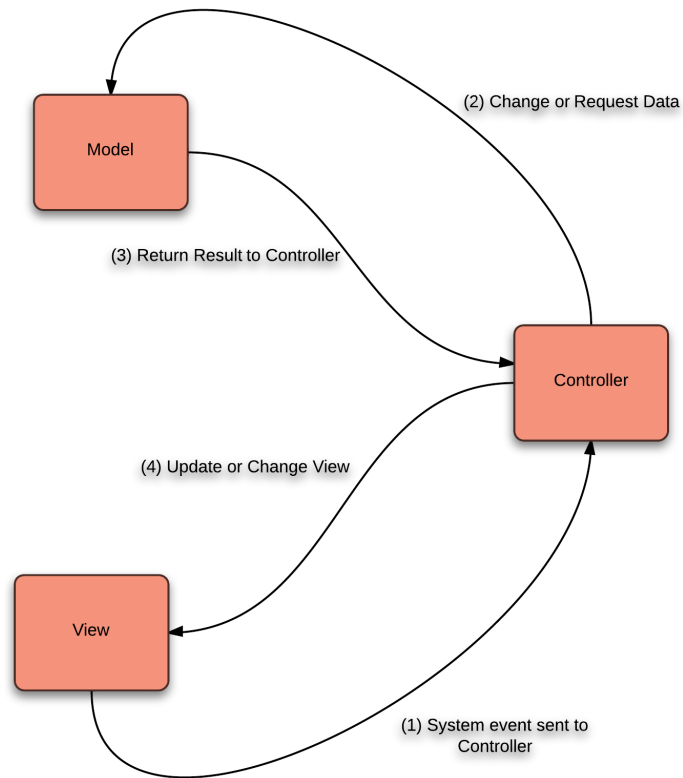 (2) Change or Request Data
Model
(3) Return Result to Controller
Controller
(4) Update or Change View
View
(1) System event sent to
Controller